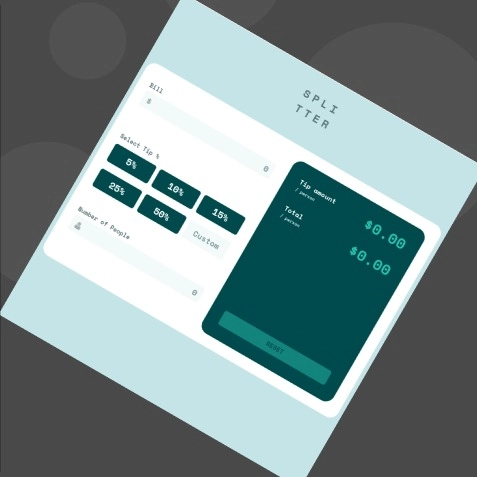 SPLI
TTER
Bill
$
0
Select Tip %
5%
10%
15%
25%
50%
Custom
Number of People
0
Tip amount
/ person
$0.00
Total
/ person
$0.00
RESET